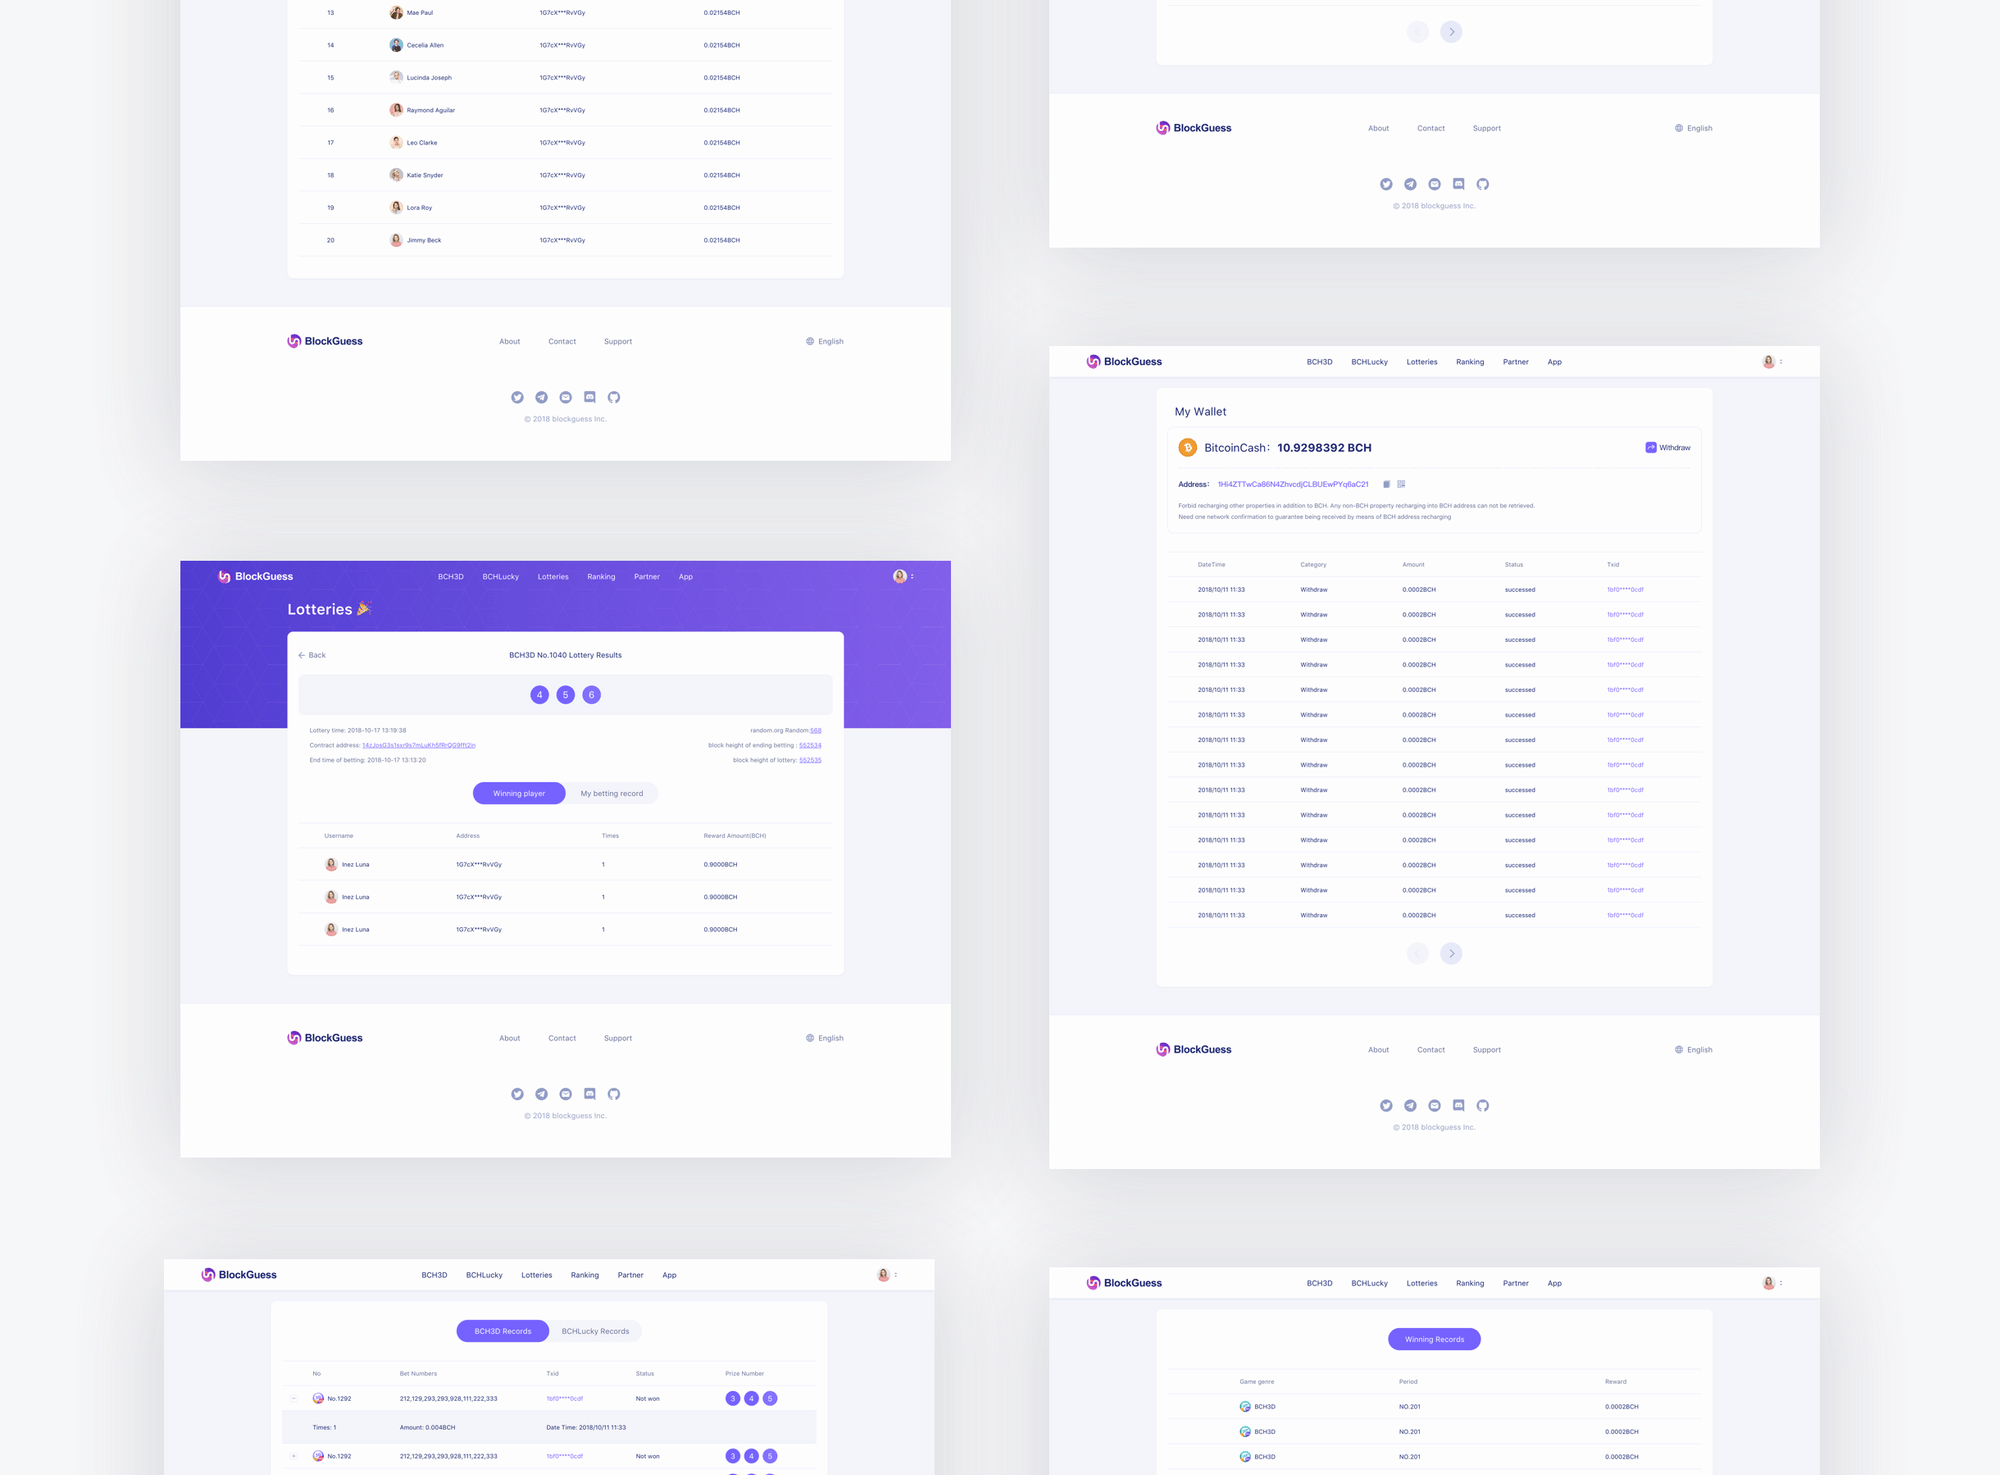 13 Mae Paul 1G7cX***RvVGy 0.02154BCH
14 Cecelia Allen 1G7cX***RvVGy 0.02154BCH
15 Lucinda Joseph 1G7cX***RvVGy 0.02154BCH
16 Raymond Aguilar 1G7cX***RvVGy 0.02154BCH
17 Leo Clarke 1G7cX***RvVGy 0.02154BCH
18 Katie Snyder 1G7cX***RvVGy 0.02154BCH
19 Lora Roy 1G7cX***RvVGy 0.02154BCH
20 Jimmy Beck 1G7cX***RvVGy 0.02154BCH
BlockGuess About Contact Support English
© 2018 blockguess Inc.
BlockGuess BCH3D BCHLucky Lotteries Ranking Partner App
Lotteries
Back BCH3D No.1040 Lottery Results
4 5 6
Lottery time: 2018-10-17 13:19:38 random.org Random:568
Contract address: block height of ending betting : 552534
End time of betting: 2018-10-17 13:13:20 block height of lottery: 552535
Winning player My betting record
Username Address Times Reward Amount(BCH)
Inez Luna 1G7cX***RvVGy 1 0.9000BCH
Inez Luna 1G7cX***RvVGy 1 0.9000BCH
Inez Luna 1G7cX***RvVGy 1 0.9000BCH
BlockGuess About Contact Support English
© 2018 blockguess Inc.
BlockGuess BCH3D BCHLucky Lotteries Ranking Partner App
BCH3D Records BCHLucky Records
No Bet Numbers Txid Status Prize Number
No.1292 212,129,293,293,928,111,222,333 1bf0****0cdf Not won 3 4 5
Times: 1 Amount: 0.004BCH Date Time: 2018/10/11 11:33
No.1292 212,129,293,293,928,111,222,333 1bf0****0cdf Not won 3 4 5
BlockGuess About Contact Support English
© 2018 blockguess Inc.
BlockGuess BCH3D BCHLucky Lotteries Ranking Partner App
My Wallet
BitcoinCash: 10.9298392 BCH Withdraw
Address: 1Hi4ZTTwCa86N4ZhvcdjCLBUEwPYq6aC21
Forbid recharging other properties in addition to BCH. Any non-BCH property recharging into BCH address can not be retrieved.
Need one network confirmation to guarantee being received by means of BCH address recharging
DateTime Category Amount Status Txid
2018/10/11 11:33 Withdraw 0.0002BCH successed 1bf0****0cdf
2018/10/11 11:33 Withdraw 0.0002BCH successed 1bf0****0cdf
2018/10/11 11:33 Withdraw 0.0002BCH successed 1bf0****0cdf
2018/10/11 11:33 Withdraw 0.0002BCH successed 1bf0****0cdf
2018/10/11 11:33 Withdraw 0.0002BCH successed 1bf0****0cdf
2018/10/11 11:33 Withdraw 0.0002BCH successed 1bf0****0cdf
2018/10/11 11:33 Withdraw 0.0002BCH successed 1bf0****0cdf
2018/10/11 11:33 Withdraw 0.0002BCH successed 1bf0****0cdf
2018/10/11 11:33 Withdraw 0.0002BCH successed 1bf0****0cdf
2018/10/11 11:33 Withdraw 0.0002BCH successed 1bf0****0cdf
2018/10/11 11:33 Withdraw 0.0002BCH successed 1bf0****0cdf
2018/10/11 11:33 Withdraw 0.0002BCH successed 1bf0****0cdf
2018/10/11 11:33 Withdraw 0.0002BCH successed 1bf0****0cdf
2018/10/11 11:33 Withdraw 0.0002BCH successed 1bf0****0cdf
BlockGuess About Contact Support English
© 2018 blockguess Inc.
BlockGuess BCH3D BCHLucky Lotteries Ranking Partner App
Winning Records
Game genre Period Reward
BCH3D NO.201 0.0002BCH
BCH3D NO.201 0.0002BCH
BCH3D NO.201 0.0002BCH